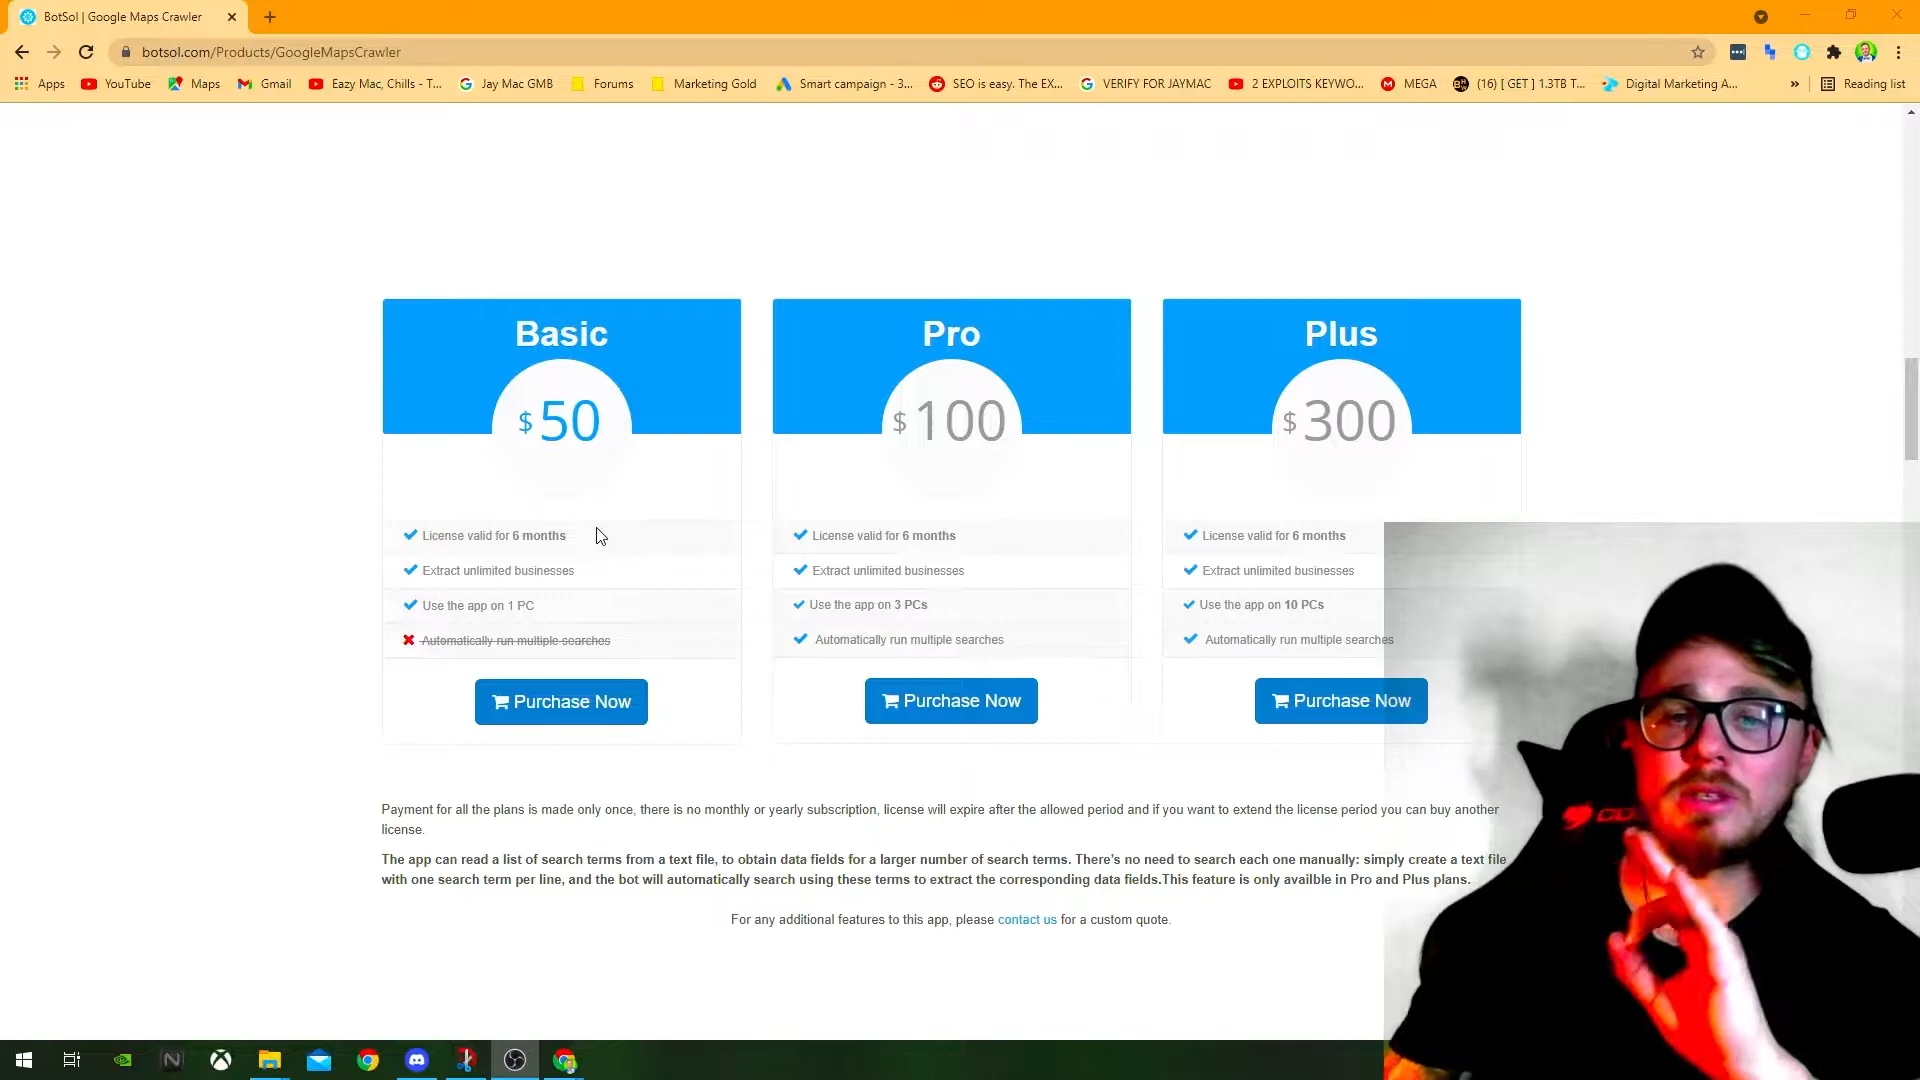 BotSol | Google Maps Crawler
botsol.com/Products/GoogleMapsCrawler
Apps YouTube Maps Gmail Eazy Mac, Chills - T... Jay Mac GMB Forums Marketing Gold Smart campaign - 3... SEO is easy. The EX... VERIFY FOR JAYMAC 2 EXPLOITS KEYWO... MEGA (16) [ GET ] 1.3TB T... Digital Marketing A... » Reading list
Basic Pro Plus
$50 $100 $300
License valid for 6 months License valid for 6 months License valid for 6 months
Extract unlimited businesses Extract unlimited businesses Extract unlimited businesses
Use the app on 1 PC Use the app on 3 PCs Use the app on 10 PCs
Automatically run multiple searches Automatically run multiple searches Automatically run multiple searches
Purchase Now Purchase Now Purchase Now
Payment for all the plans is made only once, there is no monthly or yearly subscription, license will expire after the allowed period and if you want to extend the license period you can buy another
license.
The app can read a list of search terms from a text file, to obtain data fields for a larger number of search terms. There's no need to search each one manually: simply create a text file
with one search term per line, and the bot will automatically search using these terms to extract the corresponding data fields.This feature is only availble in Pro and Plus plans.
For any additional features to this app, please contact us for a custom quote.